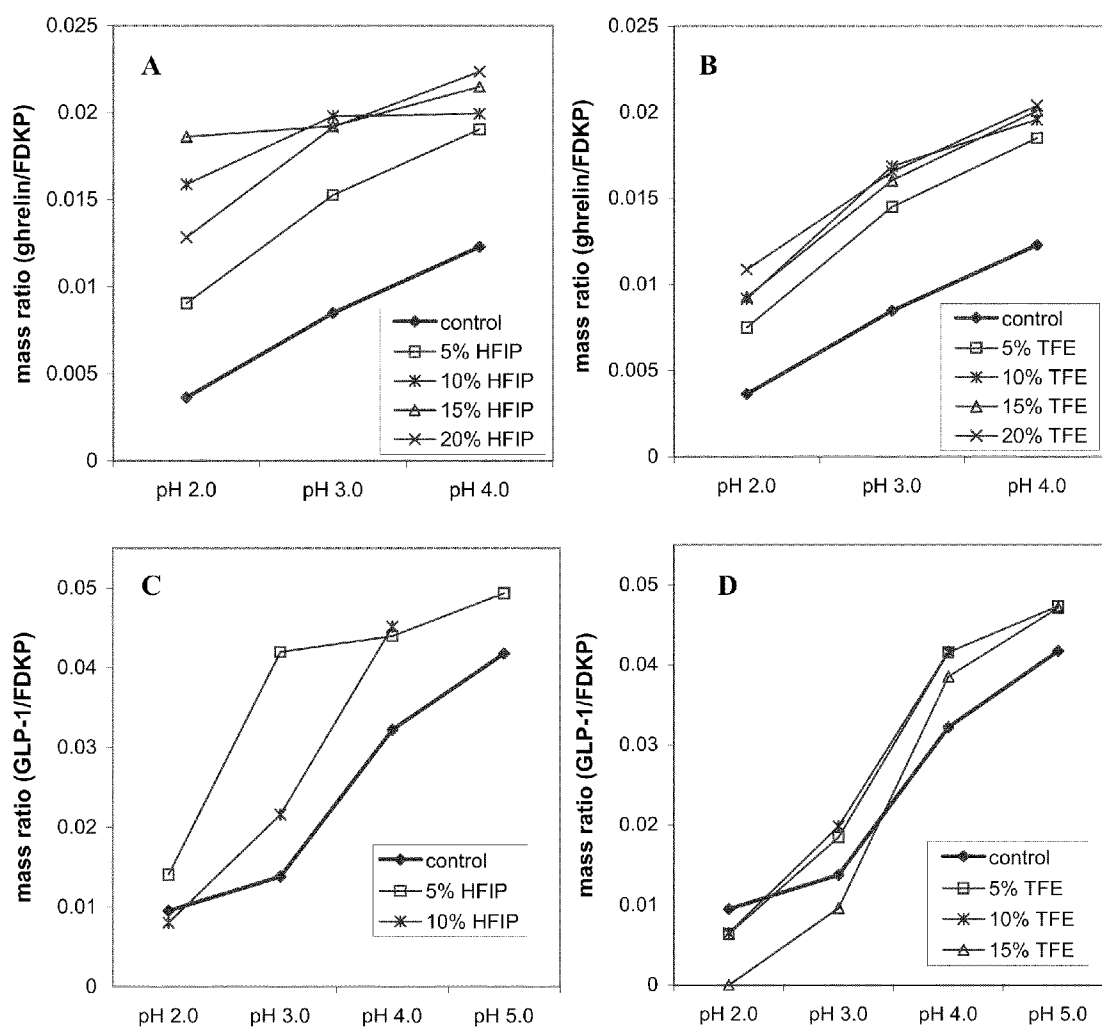 A
mass ratio (ghrelin/FDKP)
0.025
0.02
0.015
0.01
0.005
0
pH 2.0 pH 3.0 pH 4.0
control
5% HFIP
10% HFIP
15% HFIP
20% HFIP
B
mass ratio (ghrelin/FDKP)
0.025
0.02
0.015
0.01
0.005
0
pH 2.0 pH 3.0 pH 4.0
control
5% TFE
10% TFE
15% TFE
20% TFE
C
mass ratio (GLP-1/FDKP)
0.05
0.04
0.03
0.02
0.01
0
pH 2.0 pH 3.0 pH 4.0 pH 5.0
control
5% HFIP
10% HFIP
D
mass ratio (GLP-1/FDKP)
0.05
0.04
0.03
0.02
0.01
0
pH 2.0 pH 3.0 pH 4.0 pH 5.0
control
5% TFE
10% TFE
15% TFE